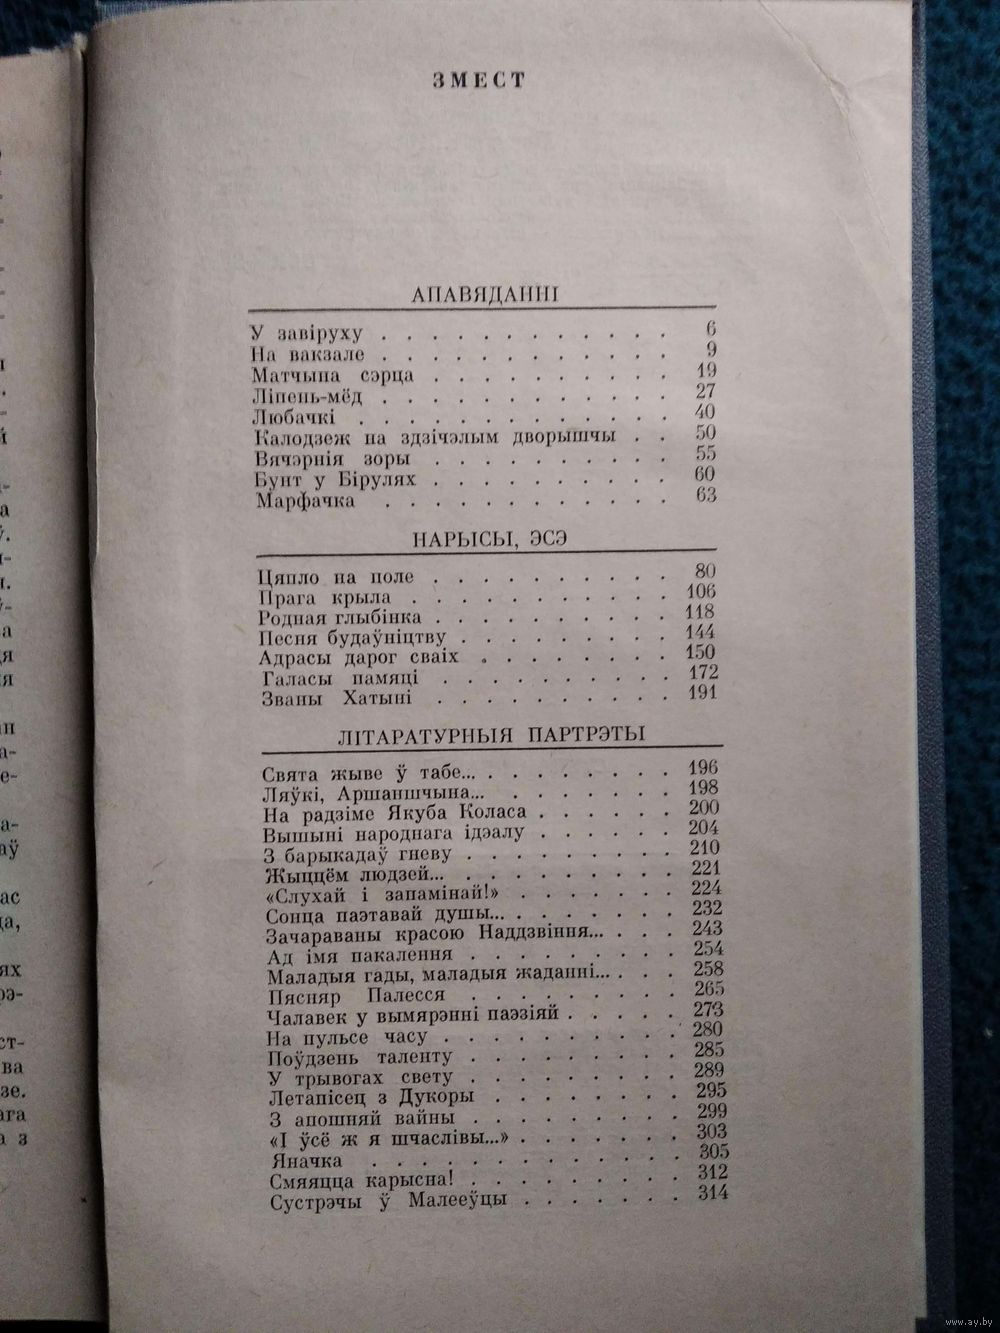 ЗМЕСТ
АПАВЯДАННІ
У завіруху . . . . . . . . . . . . 6
На вакзале . . . . . . . . . . . . 9
Матчына сэрца . . . . . . . . . . 19
Ліпень-мёд . . . . . . . . . . . . 27
Любачкі . . . . . . . . . . . . . 40
Калодзеж на здзічэлым дворышчы . . 50
Вячэрнія зоры . . . . . . . . . . 55
Бунт у Бірулях . . . . . . . . . . 60
Марфачка . . . . . . . . . . . . 63
НАРЫСЫ, ЭСЭ
Цяпло на поле . . . . . . . . . . 80
Прага крыла . . . . . . . . . . . 106
Родная глыбінка . . . . . . . . . . 118
Песня будаўніцтву . . . . . . . . . 144
Адрасы дарог сваіх . . . . . . . . 150
Галасы памяці . . . . . . . . . . 172
Званы Хатыні . . . . . . . . . . 191
ЛІТАРАТУРНЫЯ ПАРТРЭТЫ
Свята жыве ў табе... . . . . . . . . 196
Ляўкі, Аршаншчына... . . . . . . . 198
На радзіме Якуба Коласа . . . . . . 200
Вышыні народнага ідэалу . . . . . . 204
З барыкадаў гневу . . . . . . . . . 210
Жыццём людзей... . . . . . . . . . 221
«Слухай і запамінай!» . . . . . . . 224
Сонца паэтавай душы... . . . . . . . 232
Зачараваны красою Наддзвіння... . . . 243
Ад імя пакалення . . . . . . . . . 254
Маладыя гады, маладыя жаданні... . . . 258
Пясняр Палесся . . . . . . . . . 265
Чалавек у вымярэнні паэзіяй . . . . . 273
На пульсе часу . . . . . . . . . . 280
Поўдзень таленту . . . . . . . . . 285
У трывогах свету . . . . . . . . . 289
Летапісец з Дукоры . . . . . . . . 295
З апошняй вайны . . . . . . . . . 299
«І ўсё ж я шчаслівы...» . . . . . . . 303
Яначка . . . . . . . . . . . . . 305
Смяяцца карысна! . . . . . . . . . 312
Сустрэчы ў Малееўцы . . . . . . . 314
www.ay.by